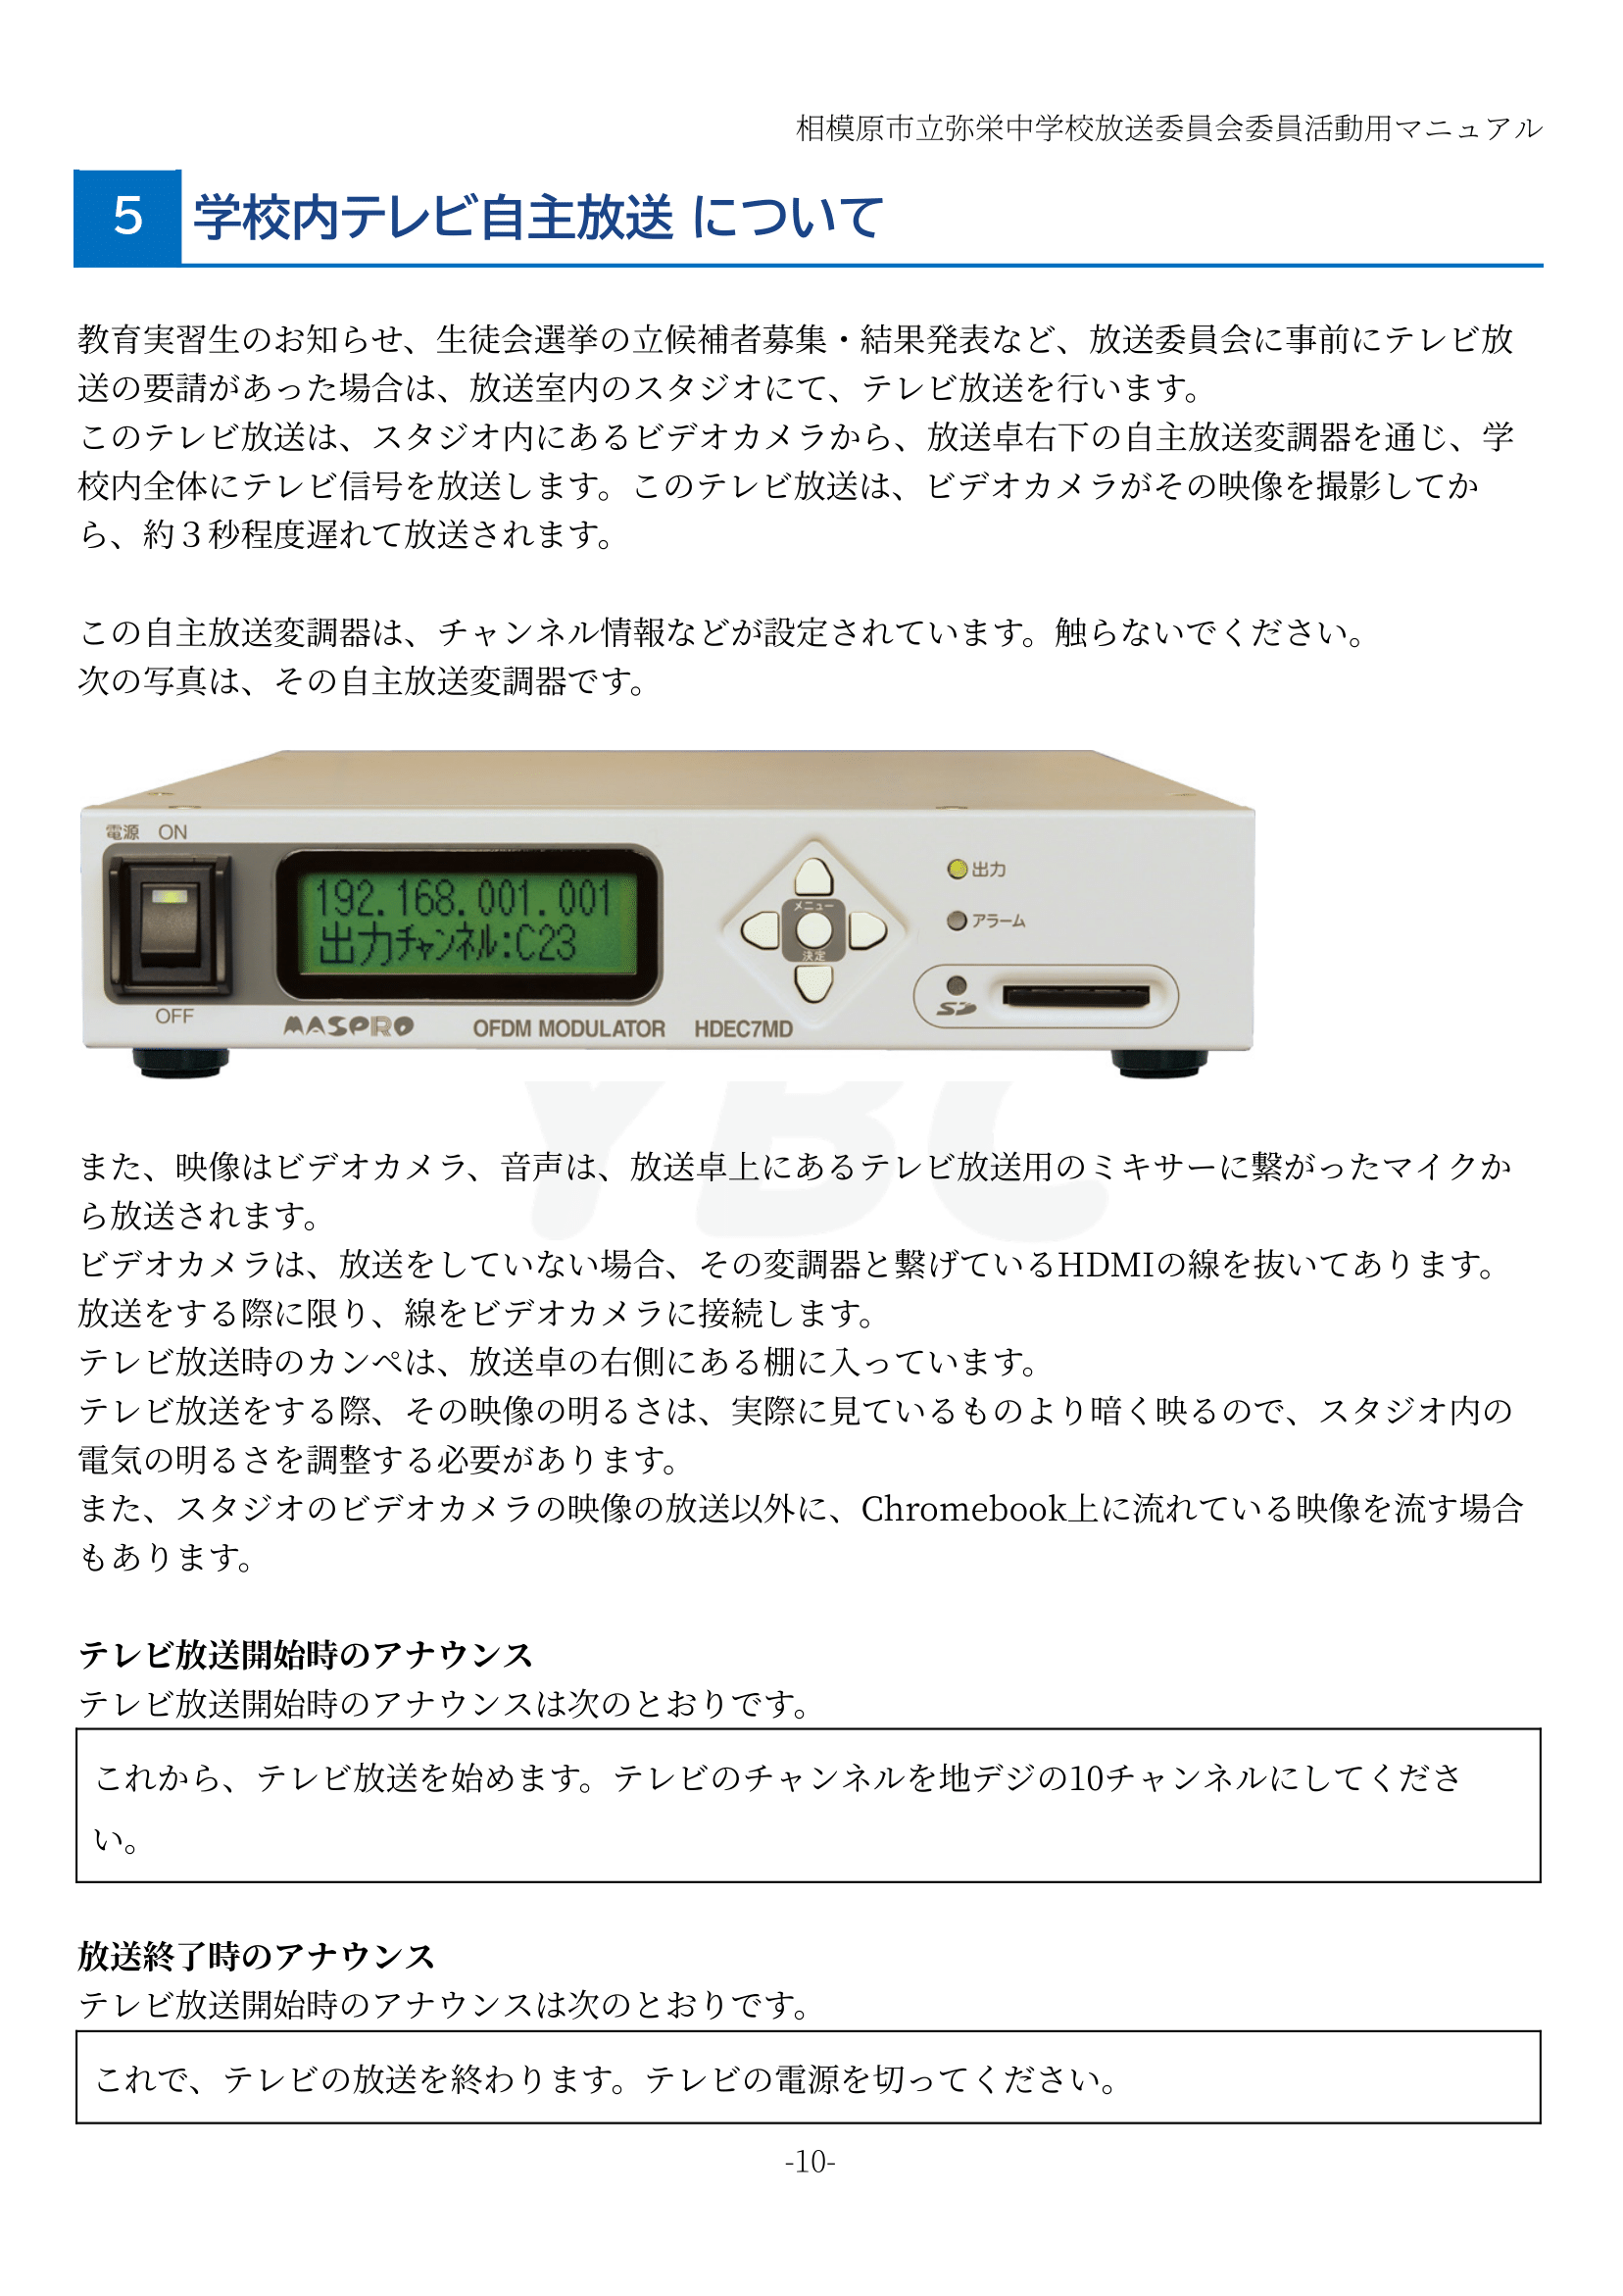 相模原市立弥栄中学校放送委員会委員活動用マニュアル
5 学校内テレビ自主放送 について
教育実習生のお知らせ、生徒会選挙の立候補者募集・結果発表など、放送委員会に事前にテレビ放
送の要請があった場合は、放送室内のスタジオにて、テレビ放送を行います。
このテレビ放送は、スタジオ内にあるビデオカメラから、放送卓右下の自主放送変調器を通じ、学
校内全体にテレビ信号を放送します。このテレビ放送は、ビデオカメラがその映像を撮影してか
ら、約３秒程度遅れて放送されます。
この自主放送変調器は、チャンネル情報などが設定されています。触らないでください。
次の写真は、その自主放送変調器です。
電源 ON
192.168.001.001
出力チャンネル:C23
OFF
MASPRO OFDM MODULATOR HDEC7MD
メニュー
決定
出力
アラーム
SD
YBC
また、映像はビデオカメラ、音声は、放送卓上にあるテレビ放送用のミキサーに繋がったマイクか
ら放送されます。
ビデオカメラは、放送をしていない場合、その変調器と繋げているHDMIの線を抜いてあります。
放送をする際に限り、線をビデオカメラに接続します。
テレビ放送時のカンペは、放送卓の右側にある棚に入っています。
テレビ放送をする際、その映像の明るさは、実際に見ているものより暗く映るので、スタジオ内の
電気の明るさを調整する必要があります。
また、スタジオのビデオカメラの映像の放送以外に、Chromebook上に流れている映像を流す場合
もあります。
テレビ放送開始時のアナウンス
テレビ放送開始時のアナウンスは次のとおりです。
これから、テレビ放送を始めます。テレビのチャンネルを地デジの10チャンネルにしてくださ
い。
放送終了時のアナウンス
テレビ放送開始時のアナウンスは次のとおりです。
これで、テレビの放送を終わります。テレビの電源を切ってください。
-10-